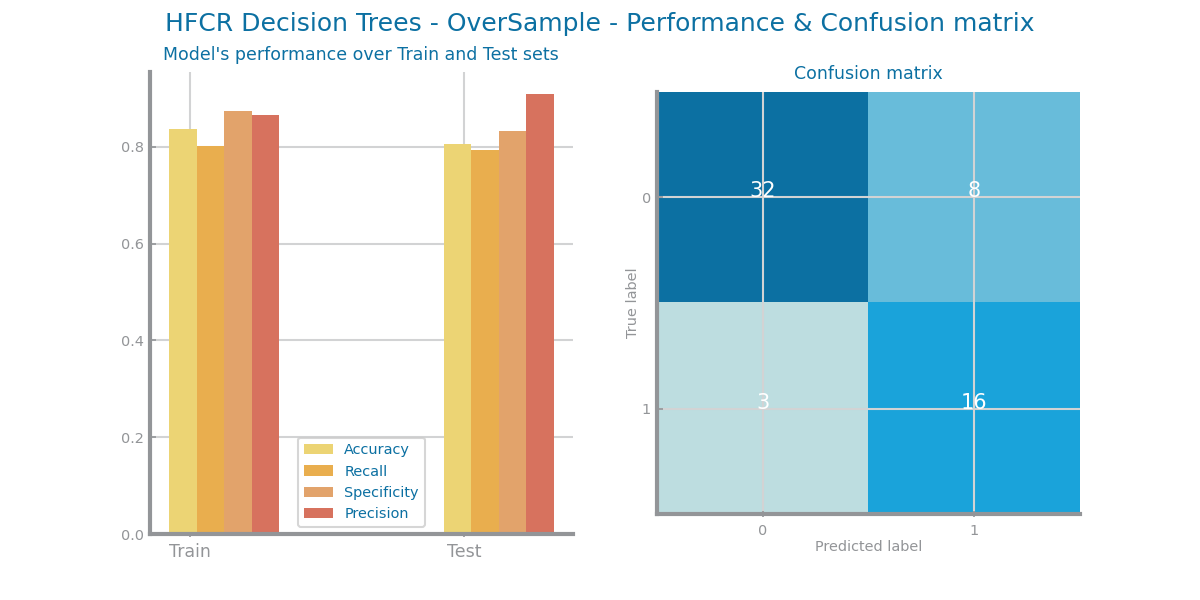 HFCR Decision Trees - OverSample - Performance & Confusion matrix
Model's performance over Train and Test sets
0.8
0.6
0.4
0.2
0.0
Train
Test
Accuracy
Recall
Specificity
Precision
Confusion matrix
True label
0
1
32
8
3
16
0
1
Predicted label